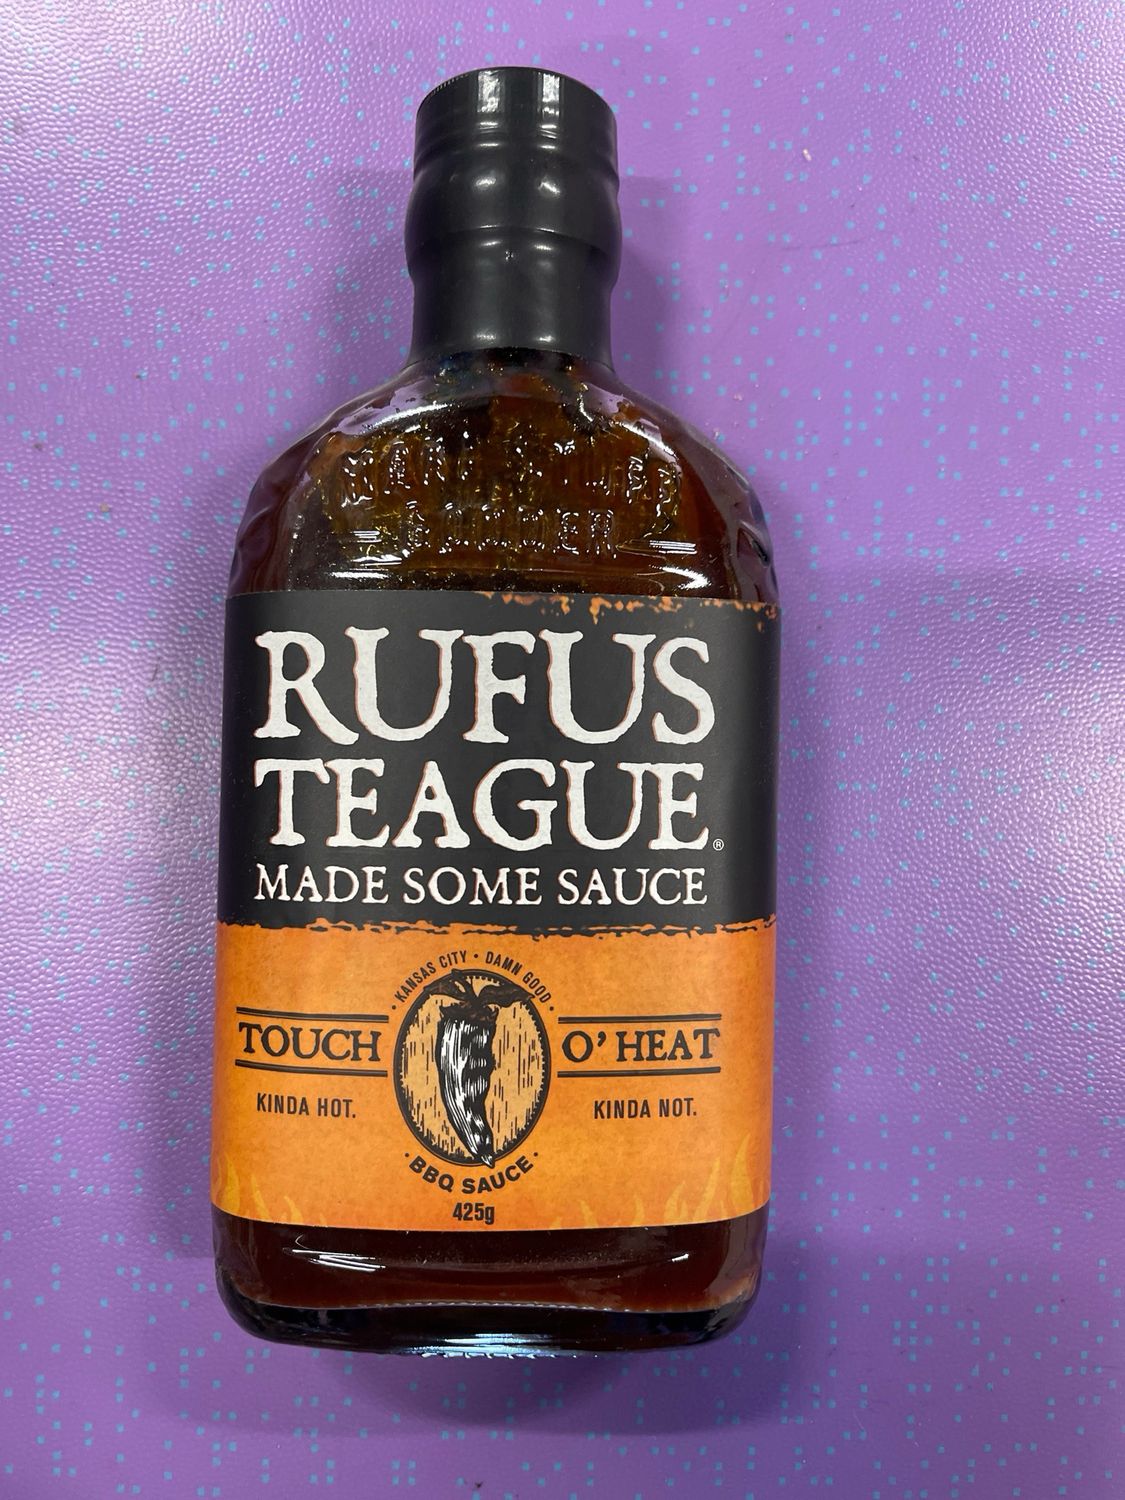 RUFUS
TEAGUE®
MADE SOME SAUCE
KANSAS CITY • DAMN GOOD
TOUCH O' HEAT
KINDA HOT. KINDA NOT.
• BBQ SAUCE •
425g